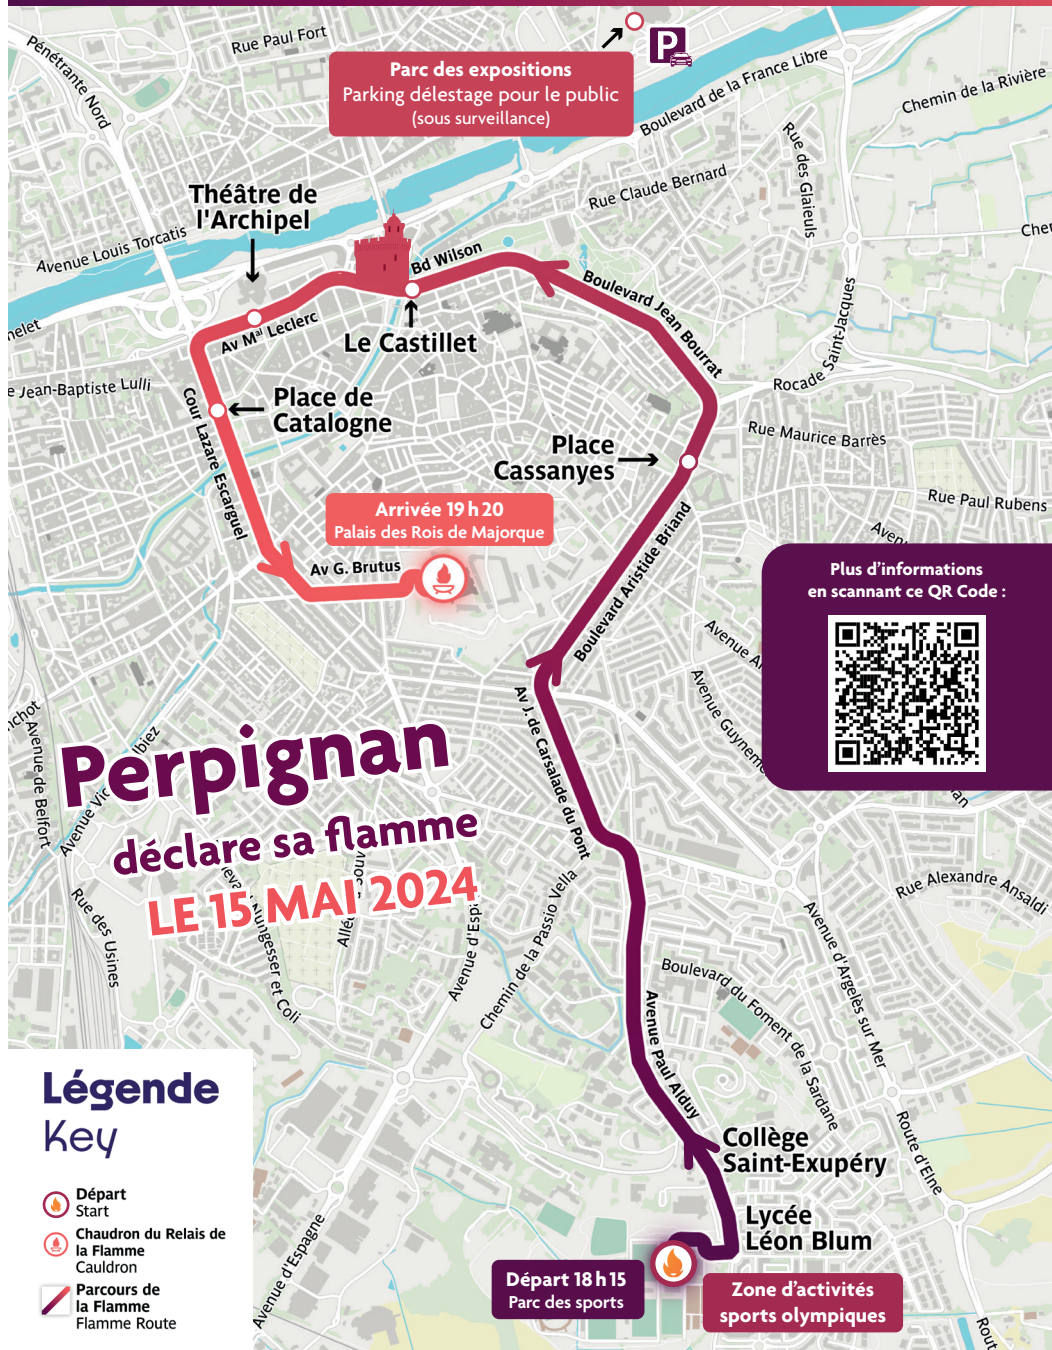 Pénétrante Nord
Rue Paul Fort
Parc des expositions
Parking délestage pour le public
(sous surveillance)
P
Boulevard de la France Libre
Chemin de la Rivière
Rue des Glaieuls
Rue Claude Bernard
Théâtre de
l'Archipel
Avenue Louis Torcatis
Bd Wilson
Boulevard Jean Bourrat
Av Mal Leclerc
Le Castillet
Rocade Saint-Jacques
e Jean-Baptiste Lulli
Place de
Catalogne
Cour Lazare Escarguel
Rue Maurice Barrès
Place
Cassanyes
Rue Paul Rubens
Arrivée 19 h 20
Palais des Rois de Majorque
Av G. Brutus
Boulevard Aristide Briand
Plus d'informations
en scannant ce QR Code :
Av J. de Carsalade du Pont
Avenue de Belfort
Perpignan
déclare sa flamme
LE 15 MAI 2024
Rue des Usines
Chemin de la Passio Vella
Rue Alexandre Ansaldi
Avenue d'Argelès sur Mer
Boulevard du Foment de la Sardane
Avenue Paul Alduy
Route d'Elne
Collège
Saint-Exupéry
Lycée
Léon Blum
Départ 18 h 15
Parc des sports
Zone d'activités
sports olympiques
Avenue d'Espagne
Légende
Key
Départ
Start
Chaudron du Relais de
la Flamme
Cauldron
Parcours de
la Flamme
Flamme Route